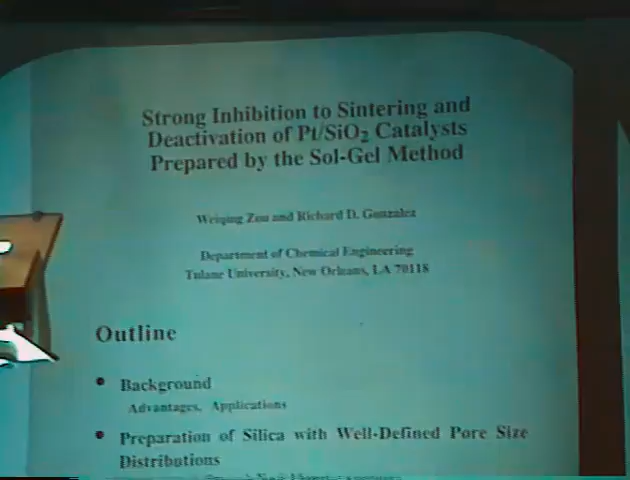 Strong Inhibition to Sintering and
Deactivation of Pt/SiO2 Catalysts
Prepared by the Sol-Gel Method
Weiqing Zou and Richard D. Gonzalez
Department of Chemical Engineering
Tulane University, New Orleans, LA 70118
Outline
• Background
Advantages, Applications
• Preparation of Silica with Well-Defined Pore Size
Distributions